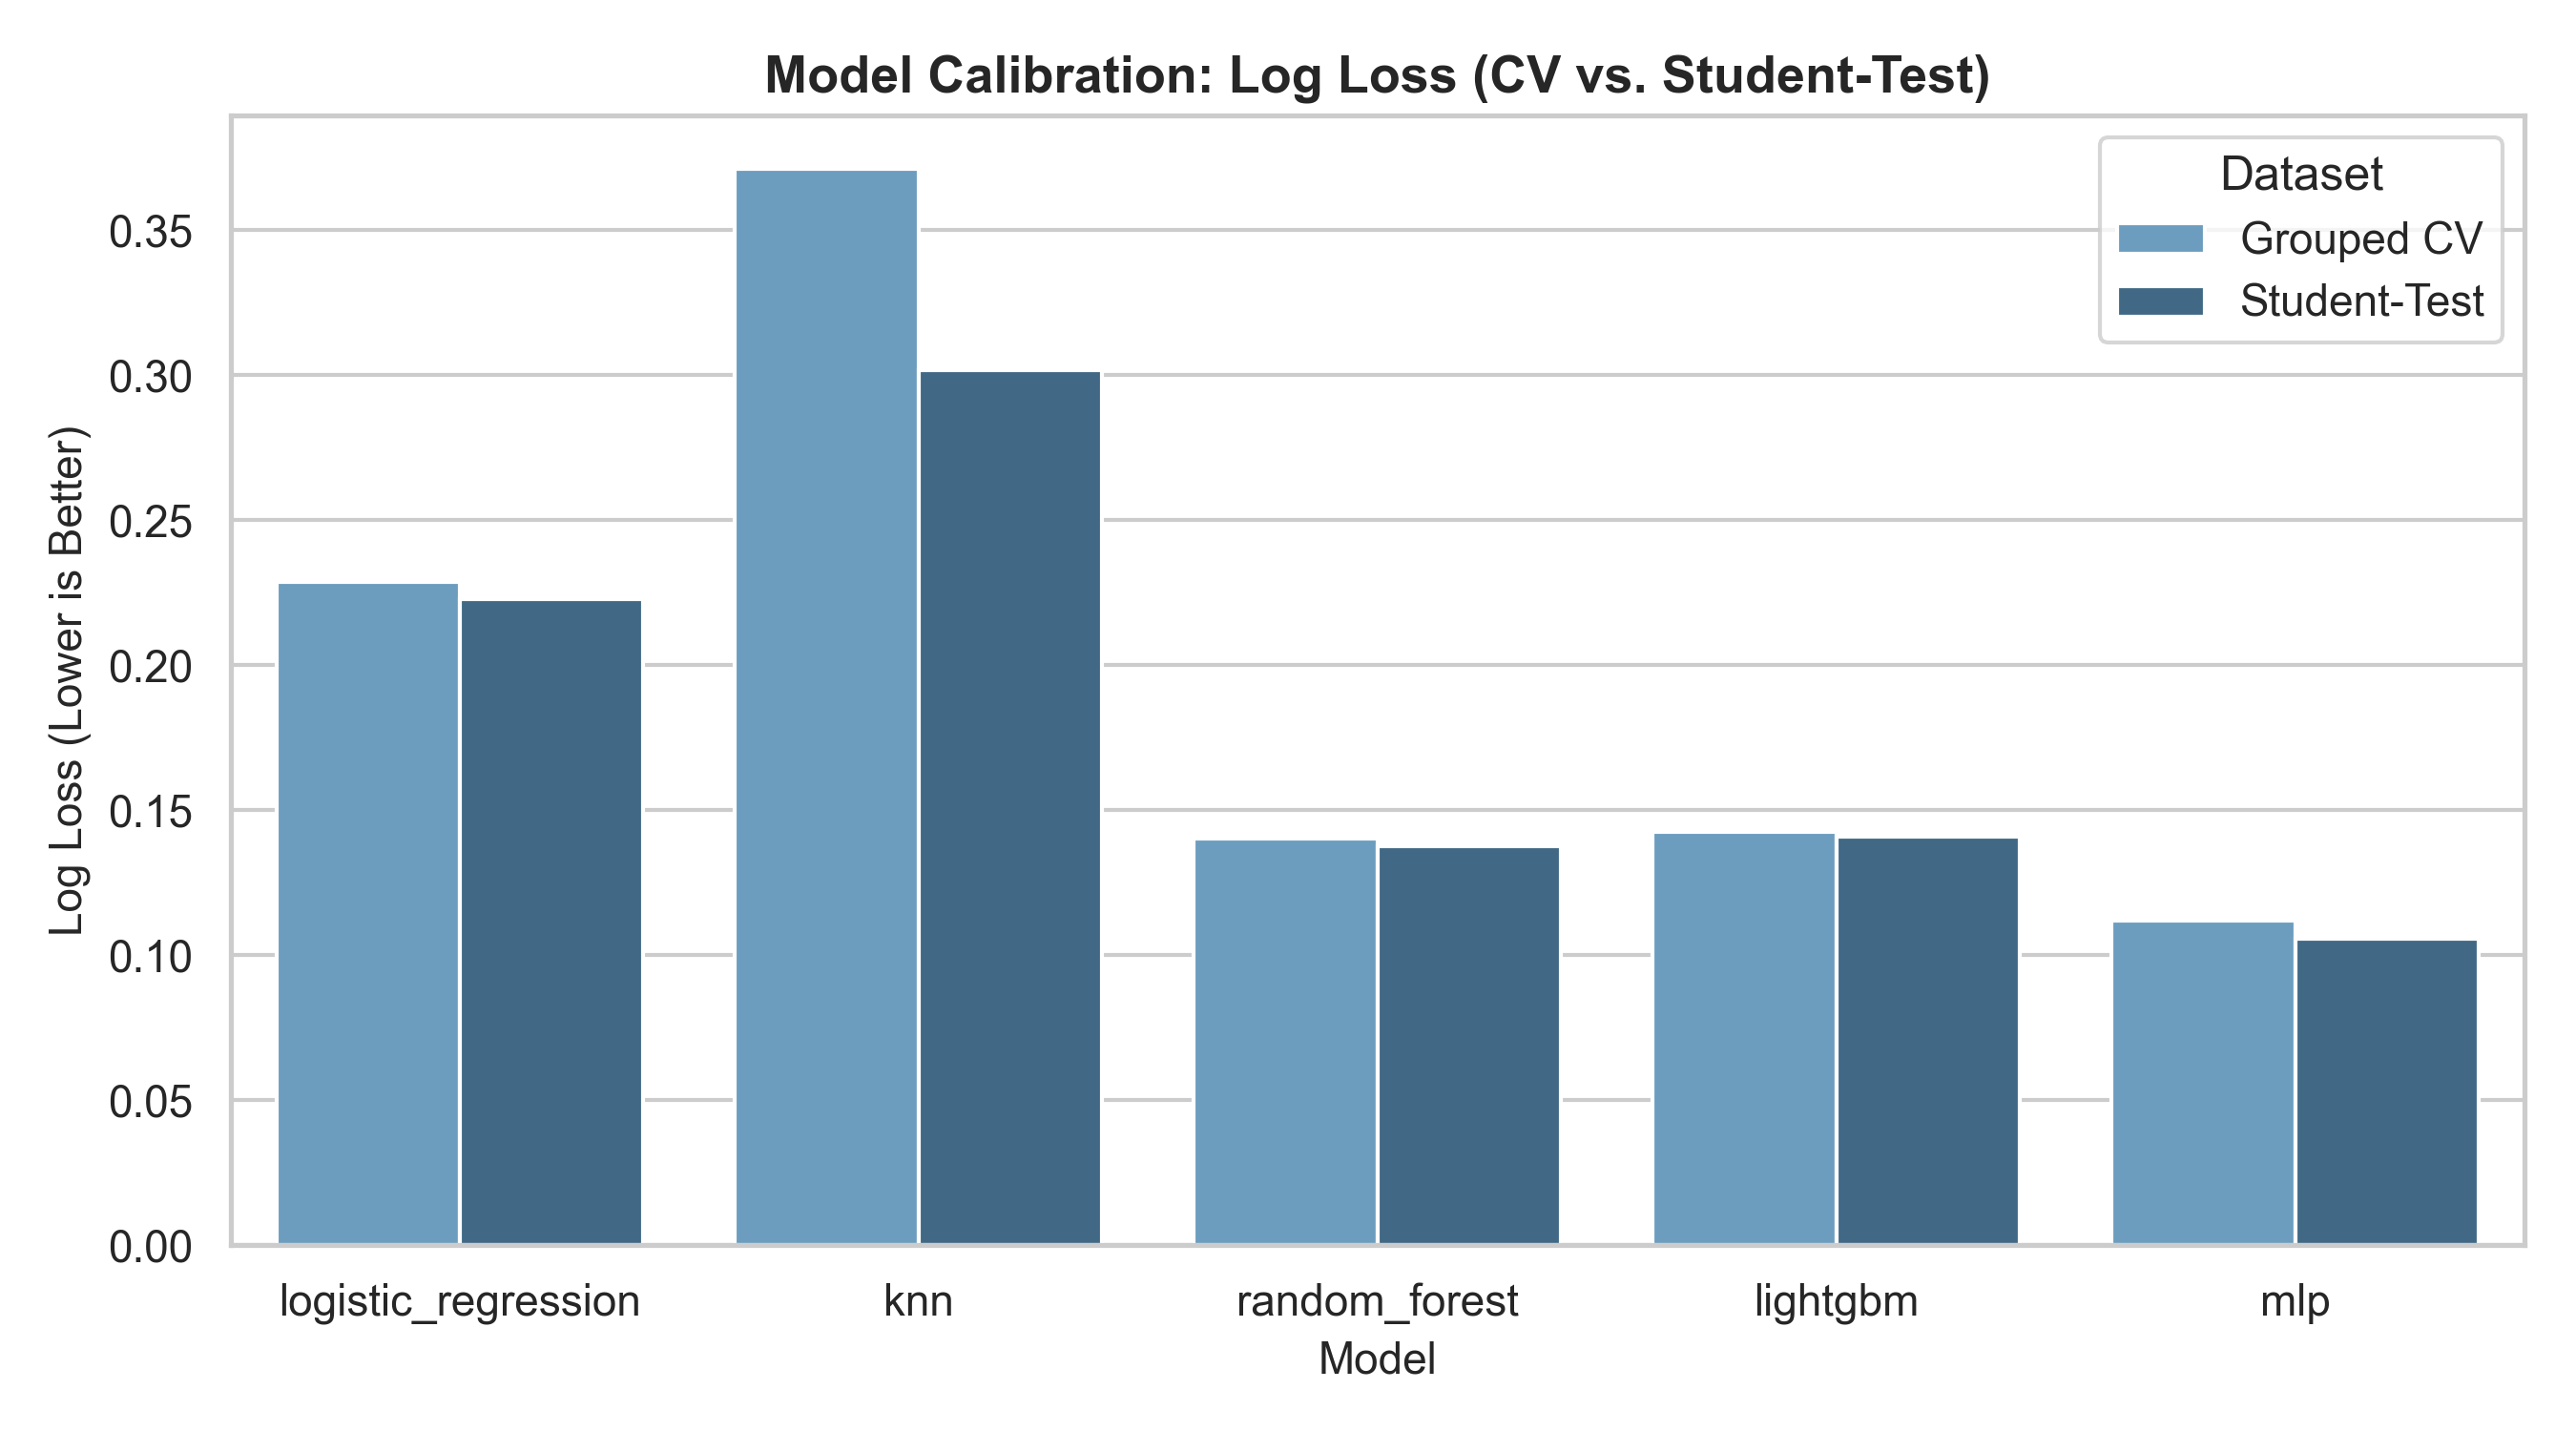 Model Calibration: Log Loss (CV vs. Student-Test)
Dataset
Grouped CV
Student-Test
Log Loss (Lower is Better)
0.35
0.30
0.25
0.20
0.15
0.10
0.05
0.00
logistic_regression
knn
random_forest
lightgbm
mlp
Model